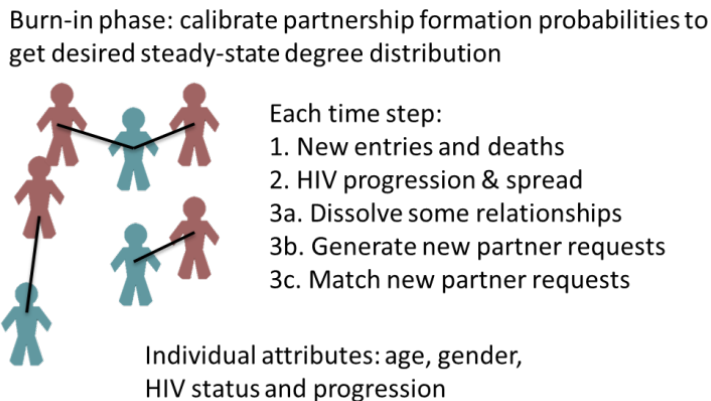 Burn-in phase: calibrate partnership formation probabilities to
get desired steady-state degree distribution
Each time step:
1. New entries and deaths
2. HIV progression & spread
3a. Dissolve some relationships
3b. Generate new partner requests
3c. Match new partner requests
Individual attributes: age, gender,
HIV status and progression